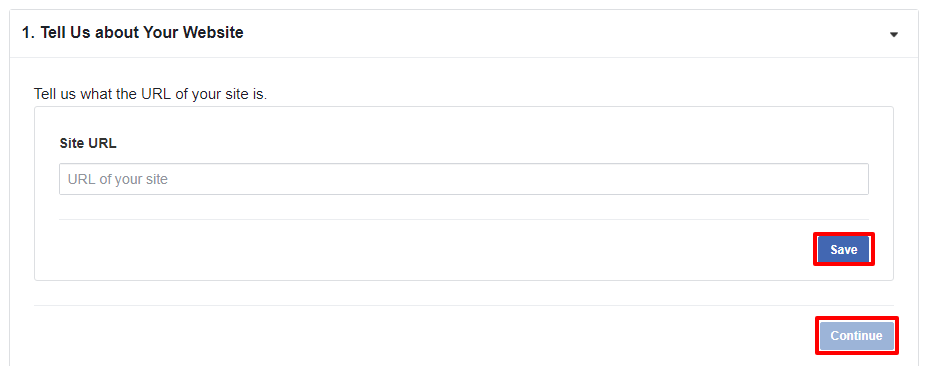 1. Tell Us about Your Website
Tell us what the URL of your site is.
Site URL
URL of your site
Save
Continue